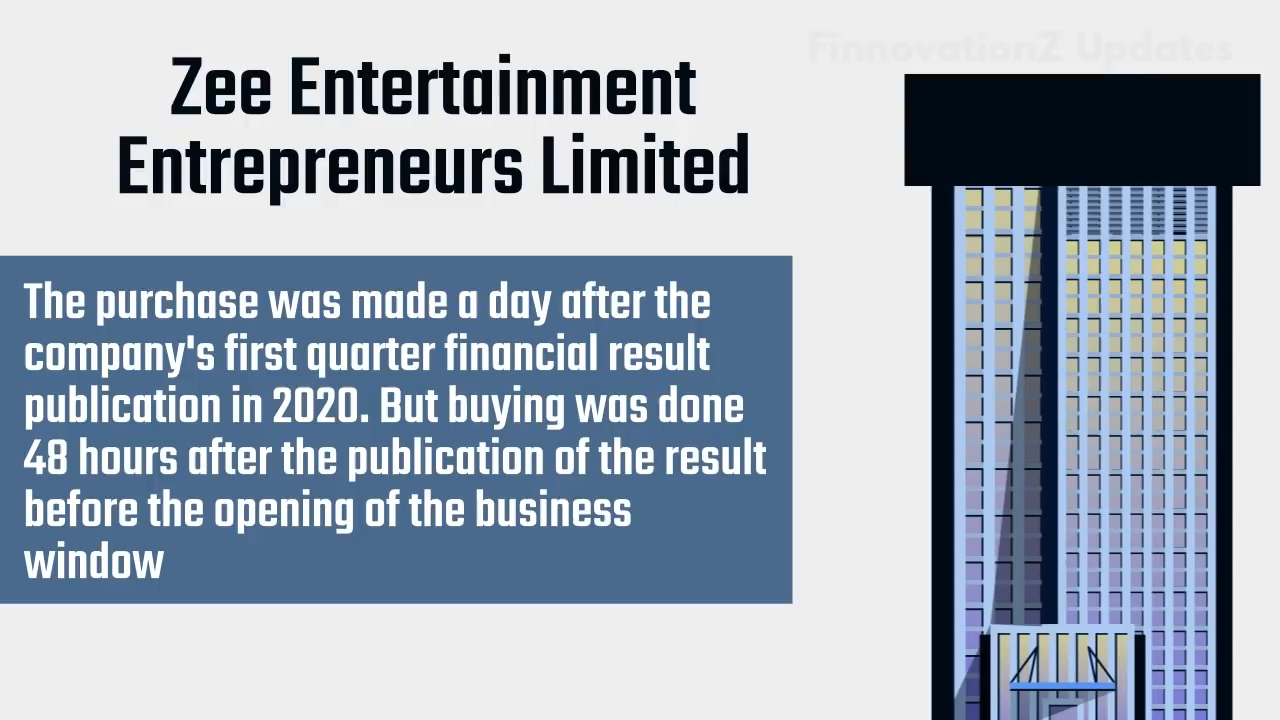 FinnovationZ Updates
Zee Entertainment
Entrepreneurs Limited
The purchase was made a day after the
company's first quarter financial result
publication in 2020. But buying was done
48 hours after the publication of the result
before the opening of the business
window